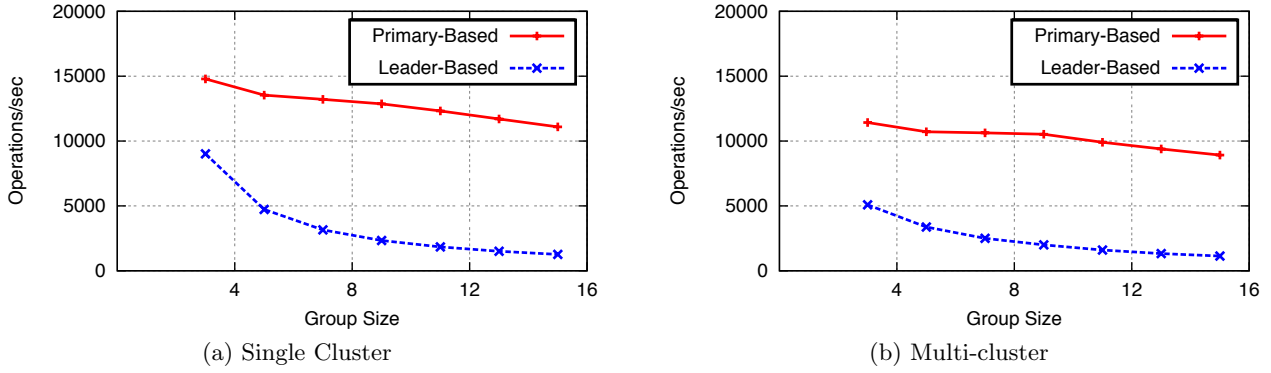 20000
15000
10000
5000
0
Operations/sec
Primary-Based
Leader-Based
4 8 12 16
Group Size
(a) Single Cluster
20000
15000
10000
5000
0
Operations/sec
Primary-Based
Leader-Based
4 8 12 16
Group Size
(b) Multi-cluster